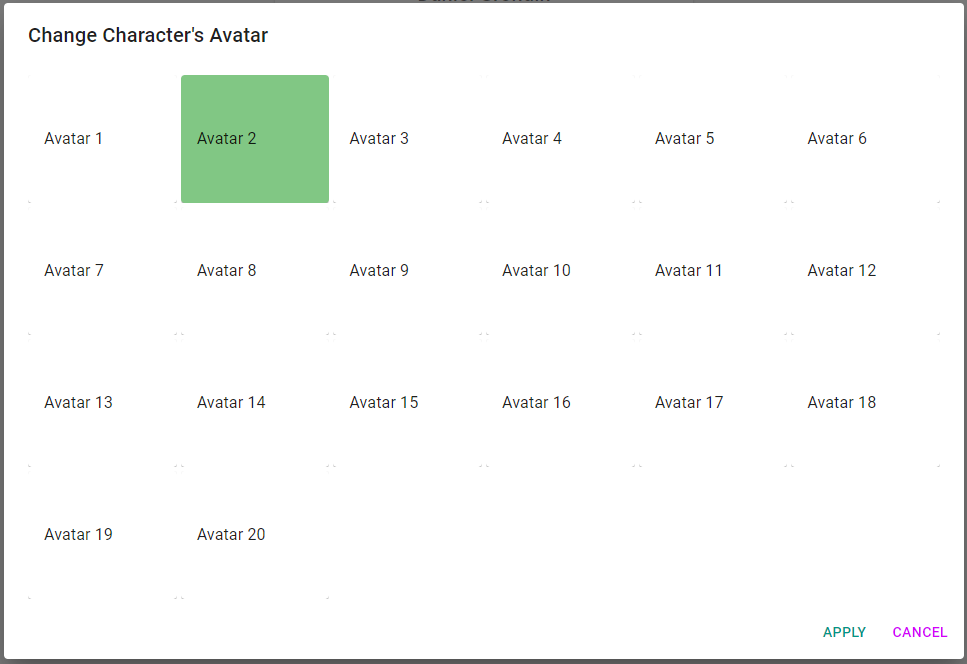 Change Character's Avatar
Avatar 1 Avatar 2 Avatar 3 Avatar 4 Avatar 5 Avatar 6
Avatar 7 Avatar 8 Avatar 9 Avatar 10 Avatar 11 Avatar 12
Avatar 13 Avatar 14 Avatar 15 Avatar 16 Avatar 17 Avatar 18
Avatar 19 Avatar 20
APPLY CANCEL